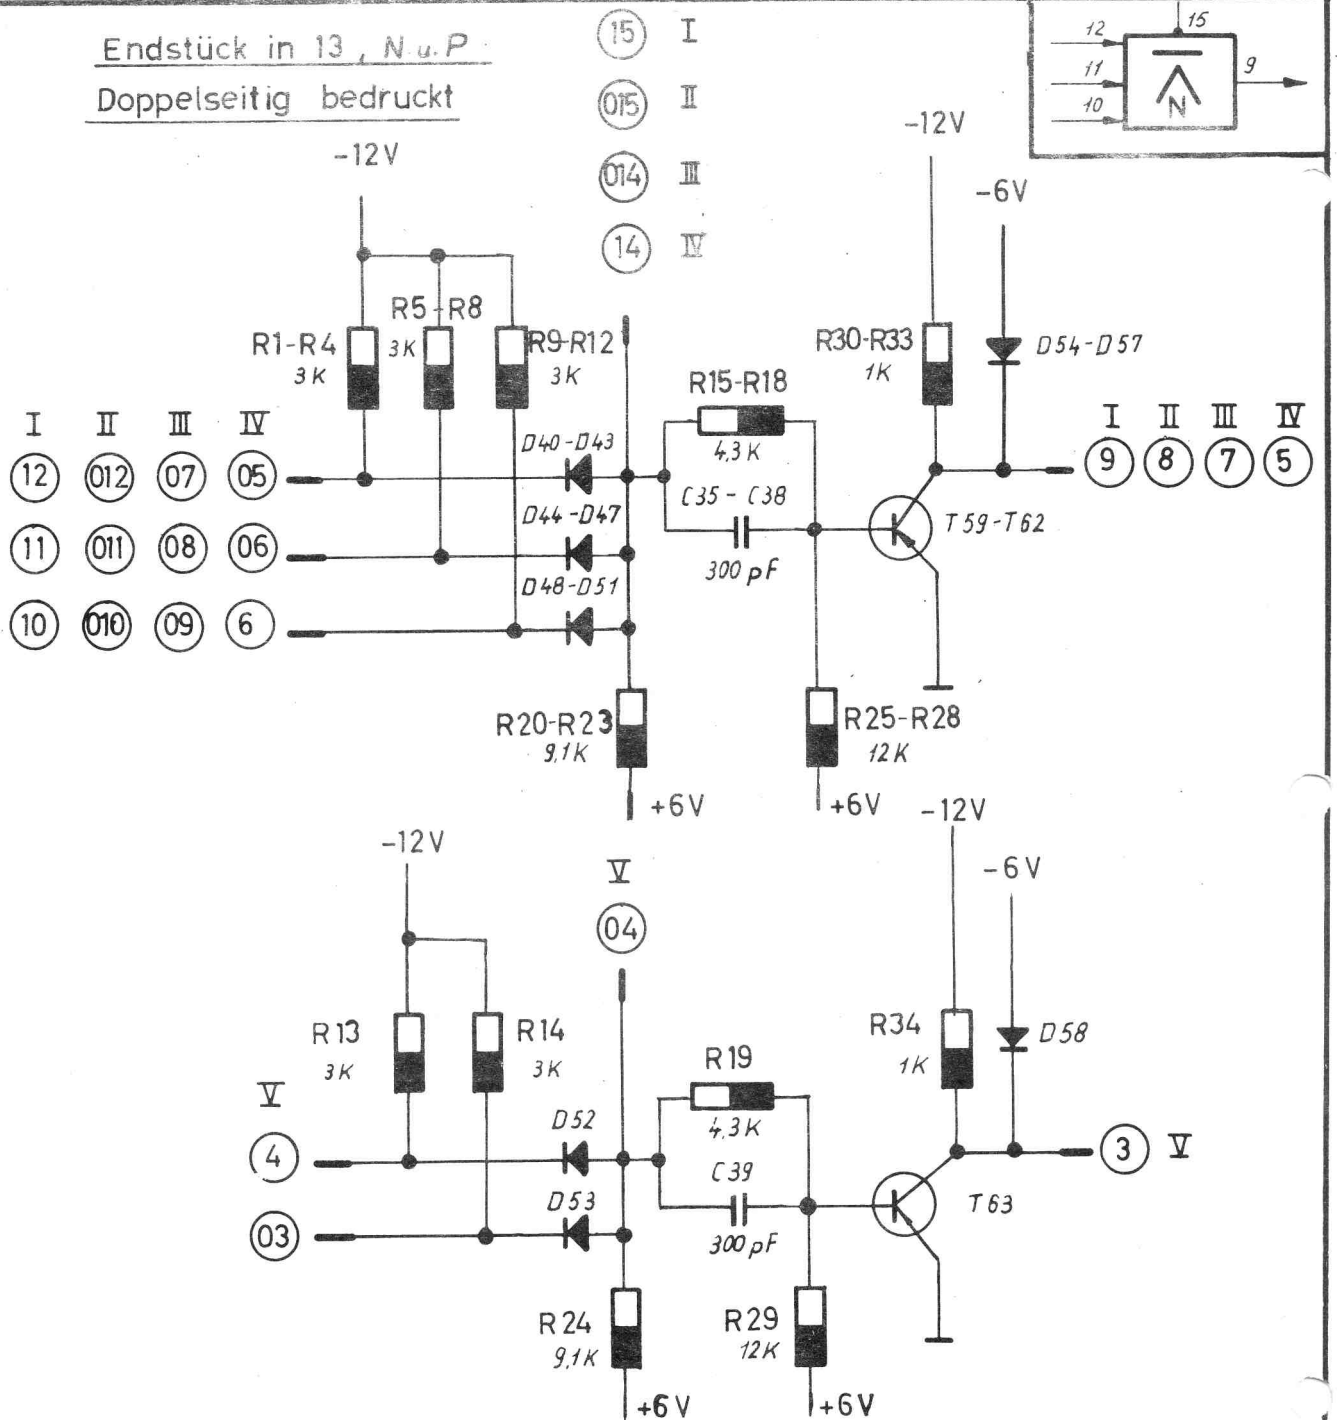 Endstück in 13, N u. P
Doppelseitig bedruckt
15 I
015 II
014 III
14 IV
15
12
11
10
N
9
-12V
-12V
-6V
R1-R4
3K
R5-R8
3K
R9-R12
3K
R15-R18
4,3K
R30-R33
1K
D54-D57
I II III IV
12 012 07 05
11 011 08 06
10 010 09 6
D40-D43
D44-D47
D48-D51
C35-C38
300pF
T59-T62
I II III IV
9 8 7 5
R20-R23
9,1K
+6V
R25-R28
12K
+6V
-12V
-12V
-6V
V
04
R13
3K
R14
3K
R19
4,3K
R34
1K
D58
V
4
03
D52
D53
C39
300pF
T63
3 V
R24
9,1K
+6V
R29
12K
+6V